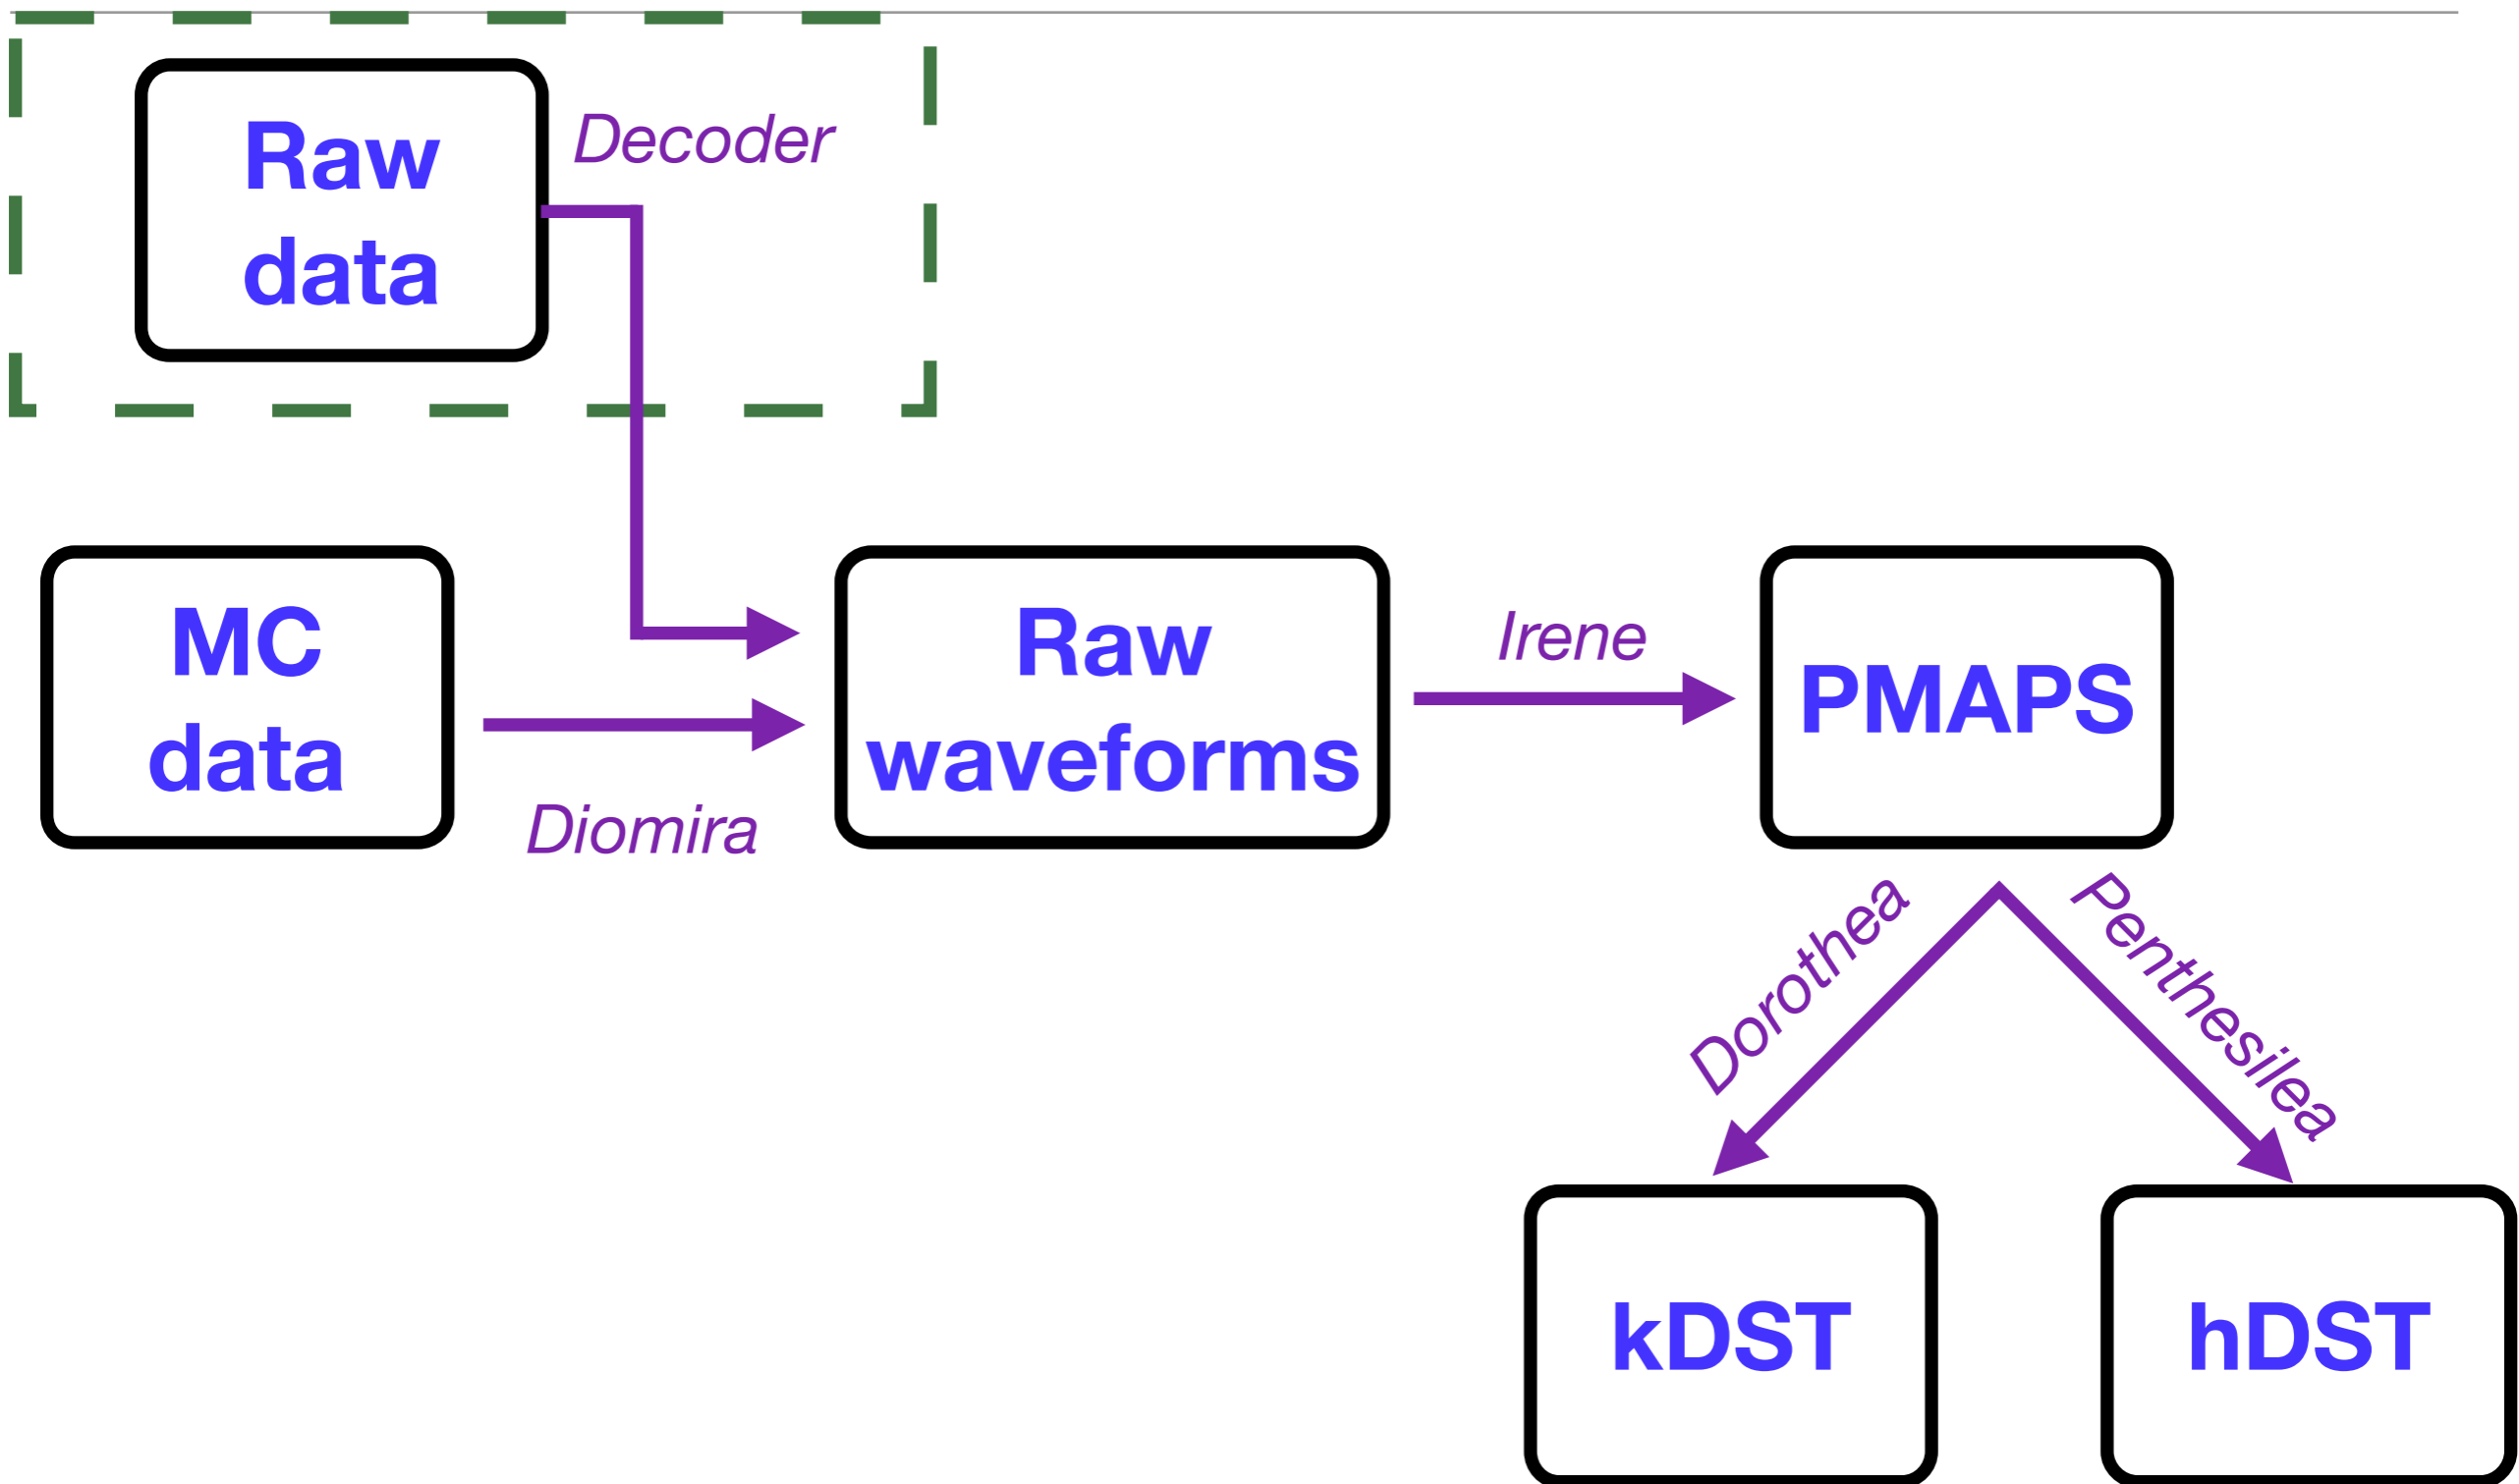 Raw
data
Decoder
MC
data
Diomira
Raw
waveforms
Irene
PMAPS
Dorothea
Penthesilea
kDST
hDST